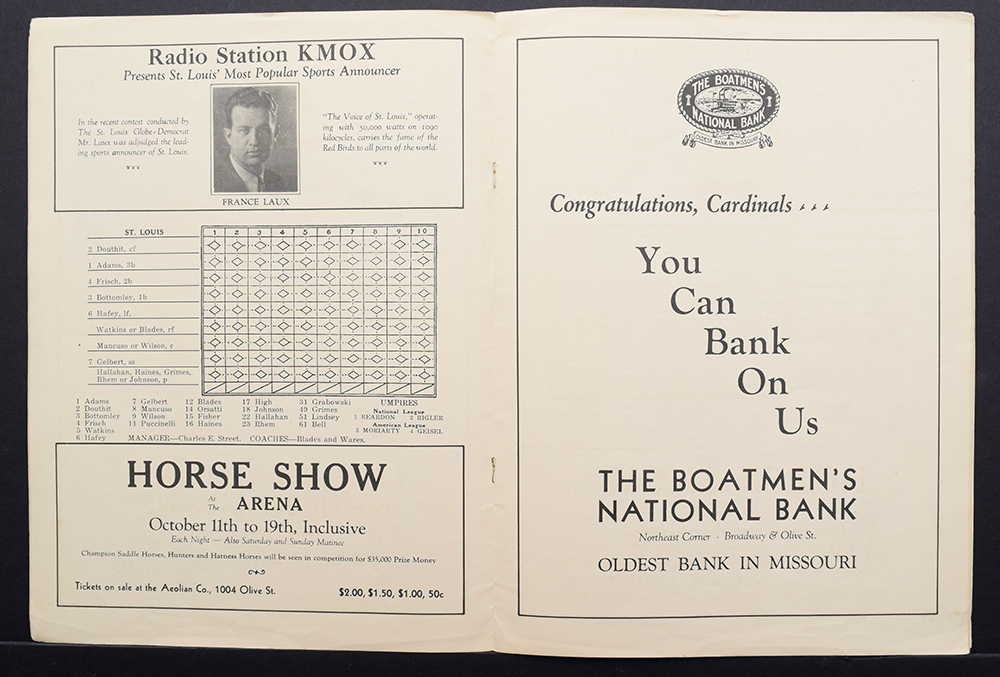 Radio Station KMOX
Presents St. Louis' Most Popular Sports Announcer
In the recent contest conducted by
The St. Louis Globe-Democrat
Mr. Laux was adjudged the lead-
ing sports announcer of St. Louis.
"The Voice of St. Louis," operat-
ing with 50,000 watts on 1090
kilocycles, carries the fame of the
Red Birds to all parts of the world.
FRANCE LAUX
ST. LOUIS 1 2 3 4 5 6 7 8 9 10
2 Douthit, cf
1 Adams, 3b
4 Frisch, 2b
3 Bottomley, 1b
6 Hafey, lf.
Watkins or Blades, rf
Mancuso or Wilson, c
7 Gelbert, ss
Hallahan, Haines, Grimes,
Rhem or Johnson, p
1 Adams 7 Gelbert 12 Blades 17 High 31 Grabowski UMPIRES
2 Douthit 8 Mancuso 14 Orsatti 18 Johnson 49 Grimes National League
3 Bottomley 9 Wilson 15 Fisher 22 Hallahan 51 Lindsey 1 REARDON 2 RIGLER
4 Frisch 11 Puccinelli 16 Haines 23 Rhem 61 Bell American League
5 Watkins 3 MORIARTY 4 GEISEL
6 Hafey MANAGER—Charles E. Street. COACHES—Blades and Wares.
HORSE SHOW
At The ARENA
October 11th to 19th, Inclusive
Each Night — Also Saturday and Sunday Matinee
Champion Saddle Horses, Hunters and Harness Horses will be seen in competition for $35,000 Prize Money
Tickets on sale at the Aeolian Co., 1004 Olive St. $2.00, $1.50, $1.00, 50c
THE BOATMEN'S
NATIONAL BANK
OLDEST BANK IN MISSOURI
Congratulations, Cardinals . . .
You
Can
Bank
On
Us
THE BOATMEN'S
NATIONAL BANK
Northeast Corner - Broadway & Olive St.
OLDEST BANK IN MISSOURI